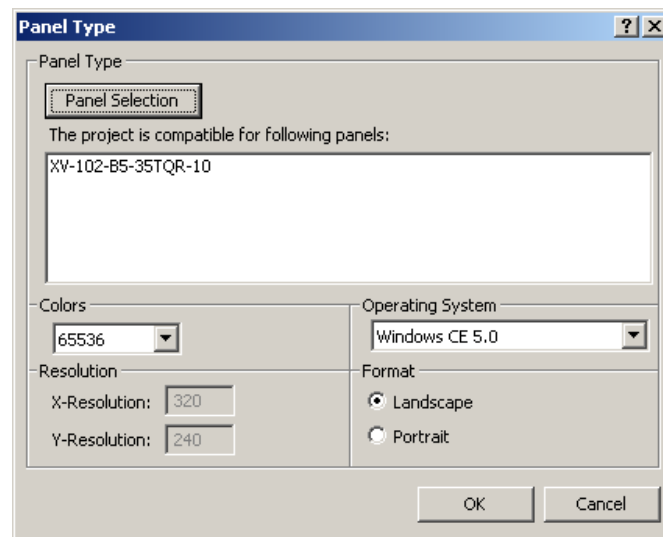 Panel Type
Panel Type
Panel Selection
The project is compatible for following panels:
XV-102-B5-35TQR-10
Colors
65536
Operating System
Windows CE 5.0
Resolution
X-Resolution: 320
Y-Resolution: 240
Format
Landscape
Portrait
OK
Cancel